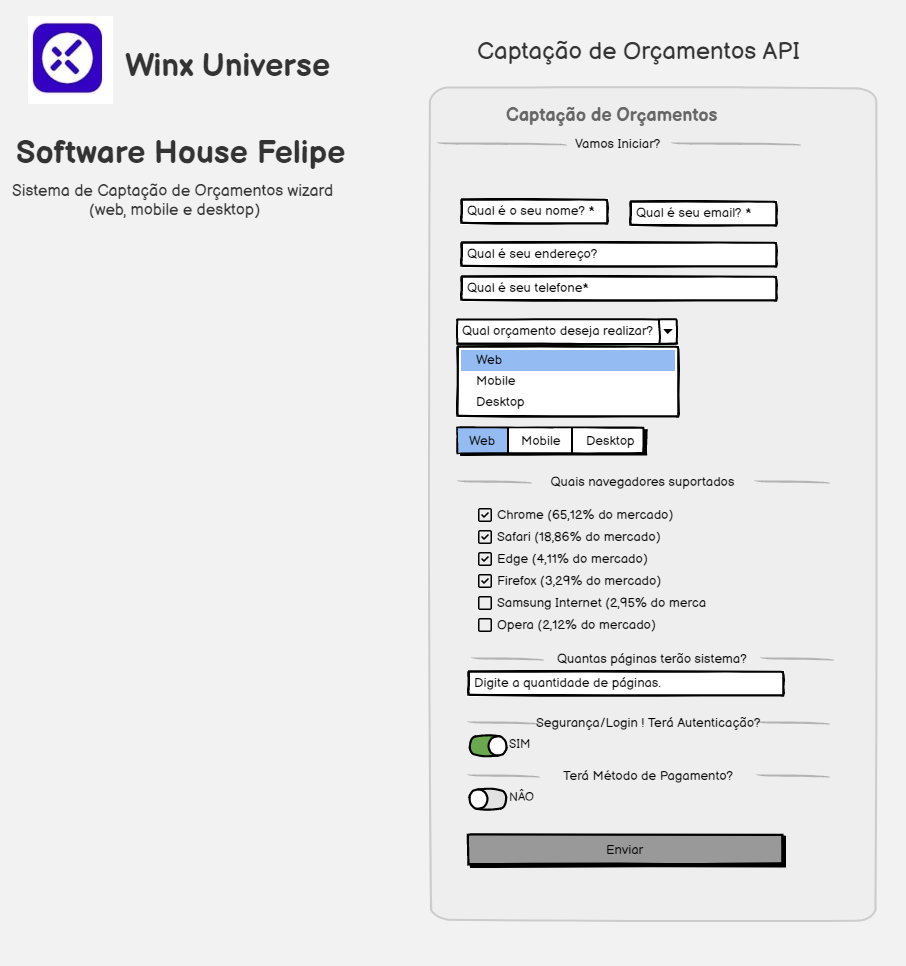 Winx Universe
Software House Felipe
Sistema de Captação de Orçamentos wizard
(web, mobile e desktop)
Captação de Orçamentos API
Captação de Orçamentos
Vamos Iniciar?
Qual é o seu nome? *
Qual é seu email? *
Qual é seu endereço?
Qual é seu telefone*
Qual orçamento deseja realizar?
Web
Mobile
Desktop
Web Mobile Desktop
Quais navegadores suportados
Chrome (65,12% do mercado)
Safari (18,86% do mercado)
Edge (4,11% do mercado)
Firefox (3,29% do mercado)
Samsung Internet (2,95% do merca
Opera (2,12% do mercado)
Quantas páginas terão sistema?
Digite a quantidade de páginas.
Segurança/Login ! Terá Autenticação?
SIM
Terá Método de Pagamento?
NÂO
Enviar